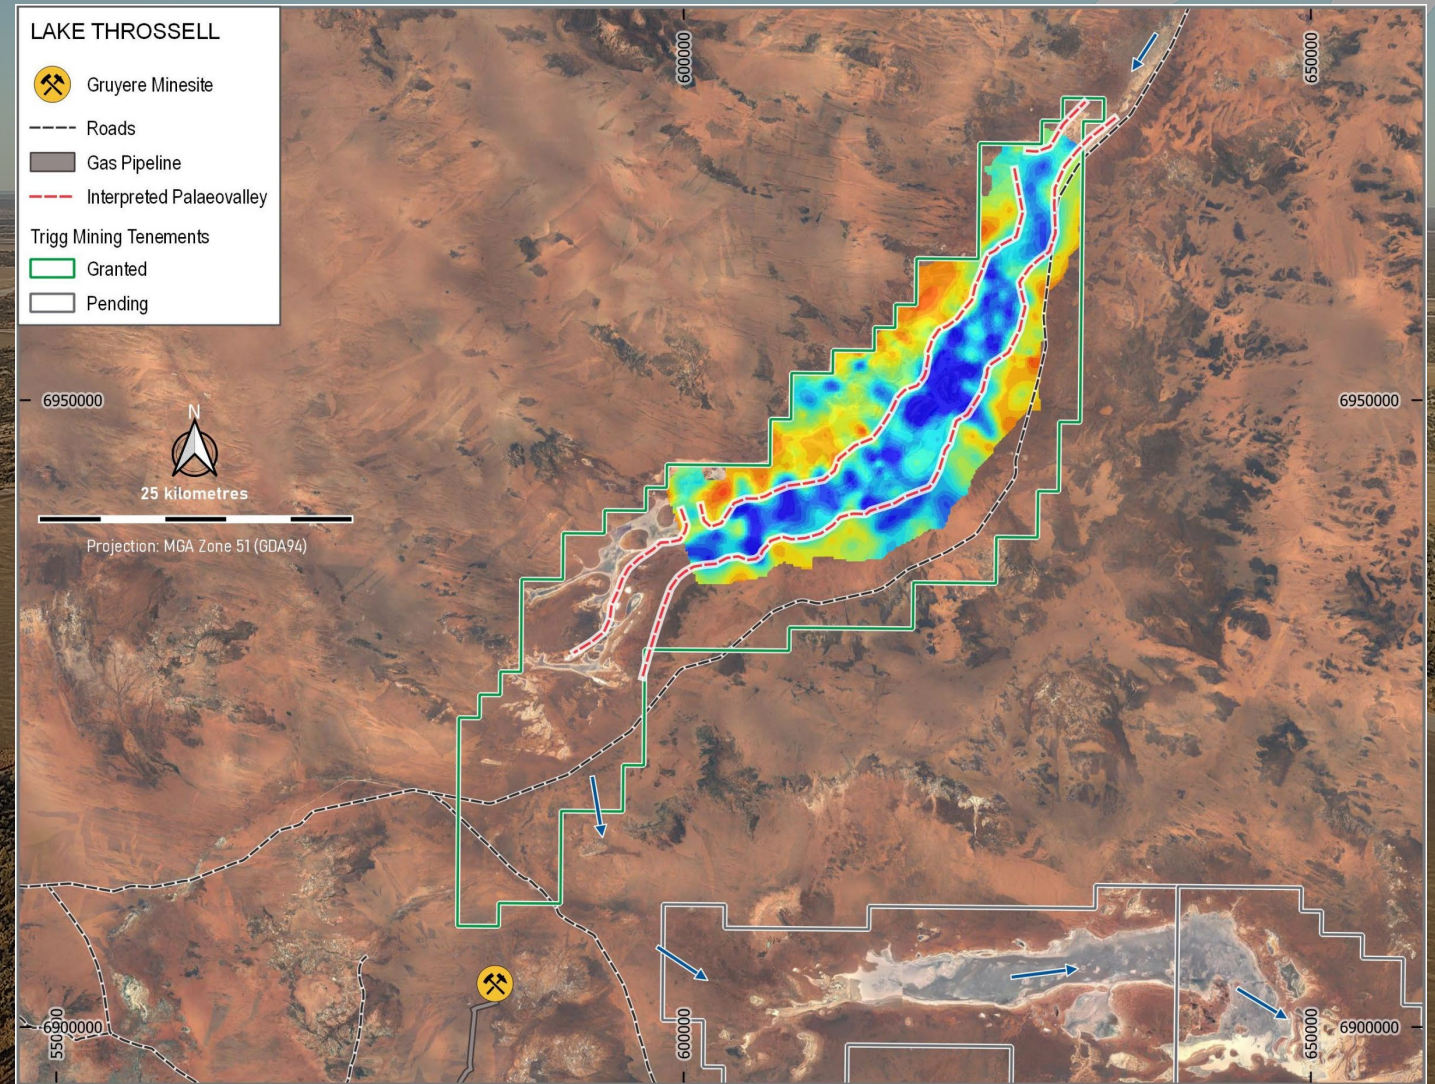 LAKE THROSSELL
Gruyere Minesite
Roads
Gas Pipeline
Interpreted Palaeovalley
Trigg Mining Tenements
Granted
Pending
600000
650000
6950000
6950000
N
25 kilometres
Projection: MGA Zone 51 (GDA94)
6900000
6900000
550000
600000
650000